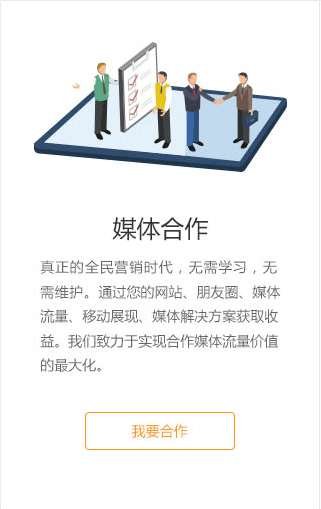 媒体合作
真正的全民营销时代，无需学习，无
需维护。通过您的网站、朋友圈、媒体
流量、移动展现、媒体解决方案获取收
益。我们致力于实现合作媒体流量价值
的最大化。
我要合作